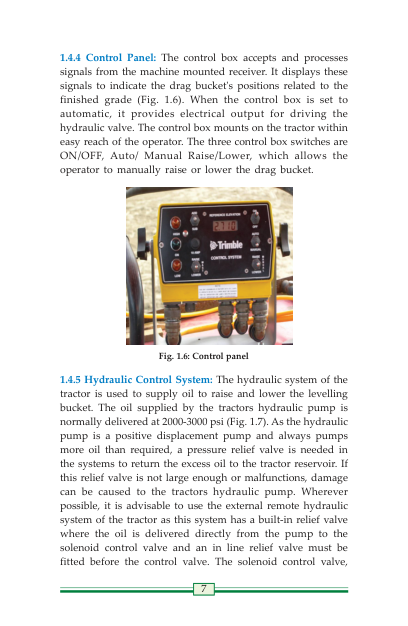 1.4.4 Control Panel: The control box accepts and processes
signals from the machine mounted receiver. It displays these
signals to indicate the drag bucket's positions related to the
finished grade (Fig. 1.6). When the control box is set to
automatic, it provides electrical output for driving the
hydraulic valve. The control box mounts on the tractor within
easy reach of the operator. The three control box switches are
ON/OFF, Auto/ Manual Raise/Lower, which allows the
operator to manually raise or lower the drag bucket.
REFERENCE ELEVATION
Trimble
CONTROL SYSTEM
Fig. 1.6: Control panel
1.4.5 Hydraulic Control System: The hydraulic system of the
tractor is used to supply oil to raise and lower the levelling
bucket. The oil supplied by the tractors hydraulic pump is
normally delivered at 2000-3000 psi (Fig. 1.7). As the hydraulic
pump is a positive displacement pump and always pumps
more oil than required, a pressure relief valve is needed in
the systems to return the excess oil to the tractor reservoir. If
this relief valve is not large enough or malfunctions, damage
can be caused to the tractors hydraulic pump. Wherever
possible, it is advisable to use the external remote hydraulic
system of the tractor as this system has a built-in relief valve
where the oil is delivered directly from the pump to the
solenoid control valve and an in line relief valve must be
fitted before the control valve. The solenoid control valve,
7